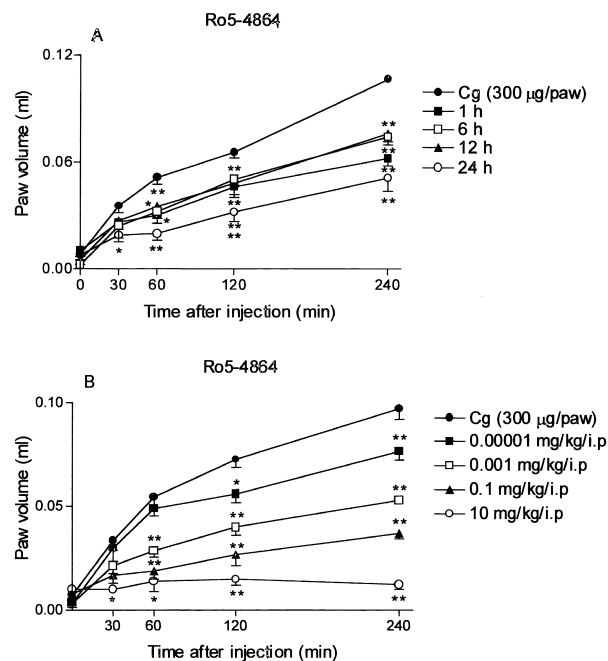 Ro5-4864
A
Paw volume (ml)
0.12
0.06
0.00
0 30 60 120 240
Time after injection (min)
** * * ** ** ** ** ** ** ** ** * ** **
Cg (300 μg/paw)
1 h
6 h
12 h
24 h
Ro5-4864
B
Paw volume (ml)
0.10
0.05
0.00
30 60 120 240
Time after injection (min)
** ** * ** ** ** ** ** * * ** **
Cg (300 μg/paw)
0.00001 mg/kg/i.p
0.001 mg/kg/i.p
0.1 mg/kg/i.p
10 mg/kg/i.p